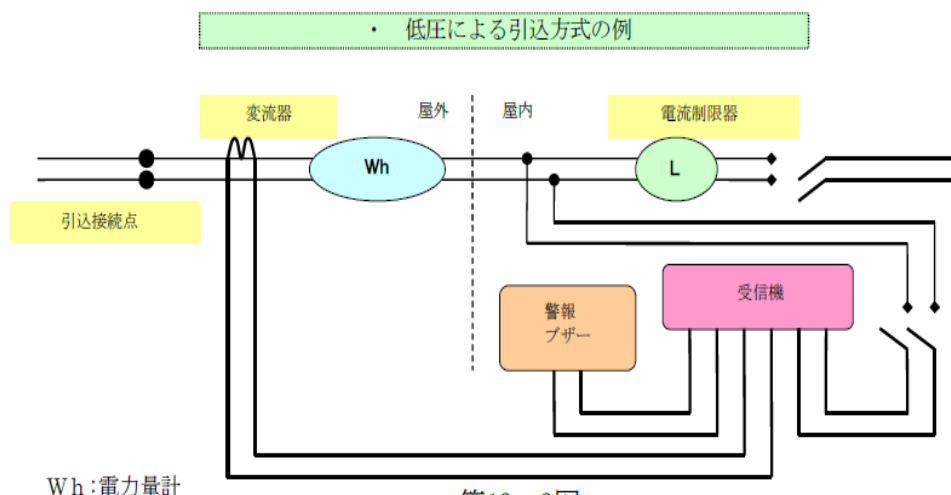 ・ 低圧による引込方式の例
変流器
屋外
屋内
電流制限器
Wh
L
引込接続点
受信機
警報
ブザー
Wh:電力量計